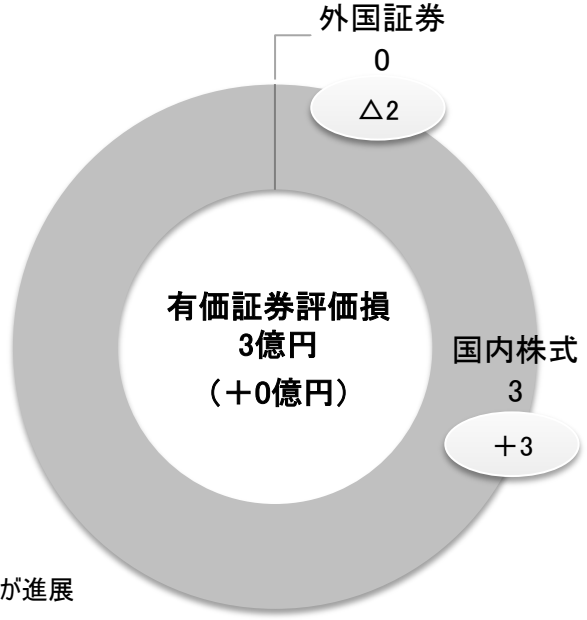 外国証券
0
△2
有価証券評価損
3億円
（＋0億円）
国内株式
3
＋3
が進展